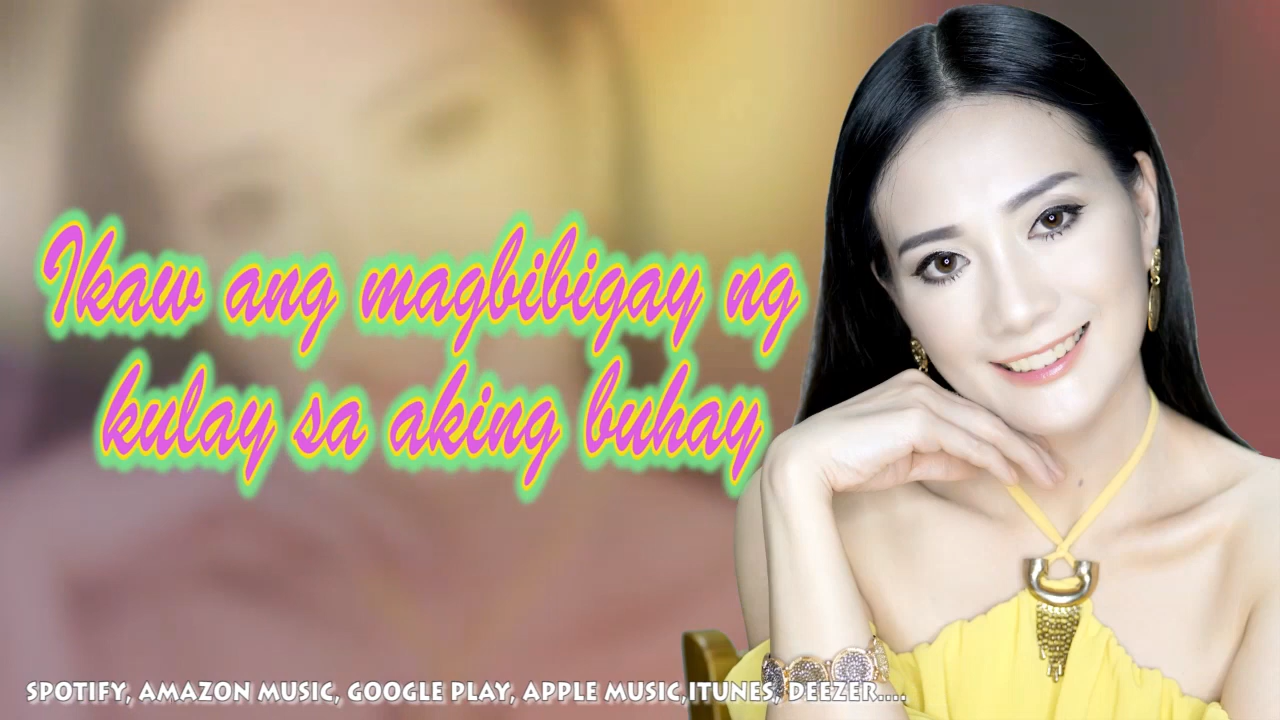 Ikaw ang magbibigay ng
kulay sa aking buhay
SPOTIFY, AMAZON MUSIC, GOOGLE PLAY, APPLE MUSIC,ITUNES, DEEZER....